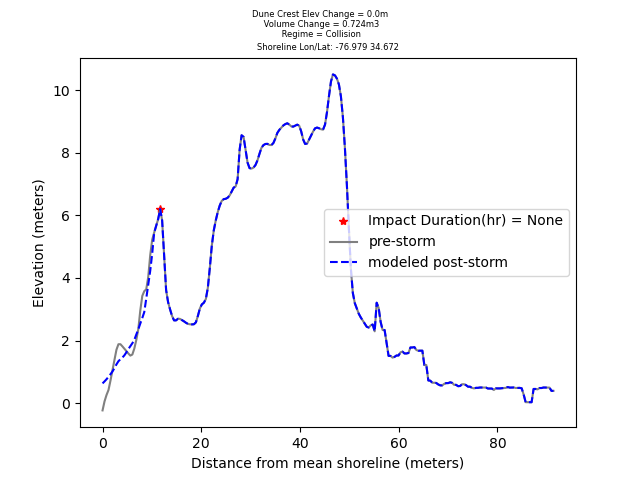 Dune Crest Elev Change = 0.0m
Volume Change = 0.724m3
Regime = Collision
Shoreline Lon/Lat: -76.979 34.672
10
8
6
4
2
0
Elevation (meters)
Impact Duration(hr) = None
pre-storm
modeled post-storm
0 20 40 60 80
Distance from mean shoreline (meters)